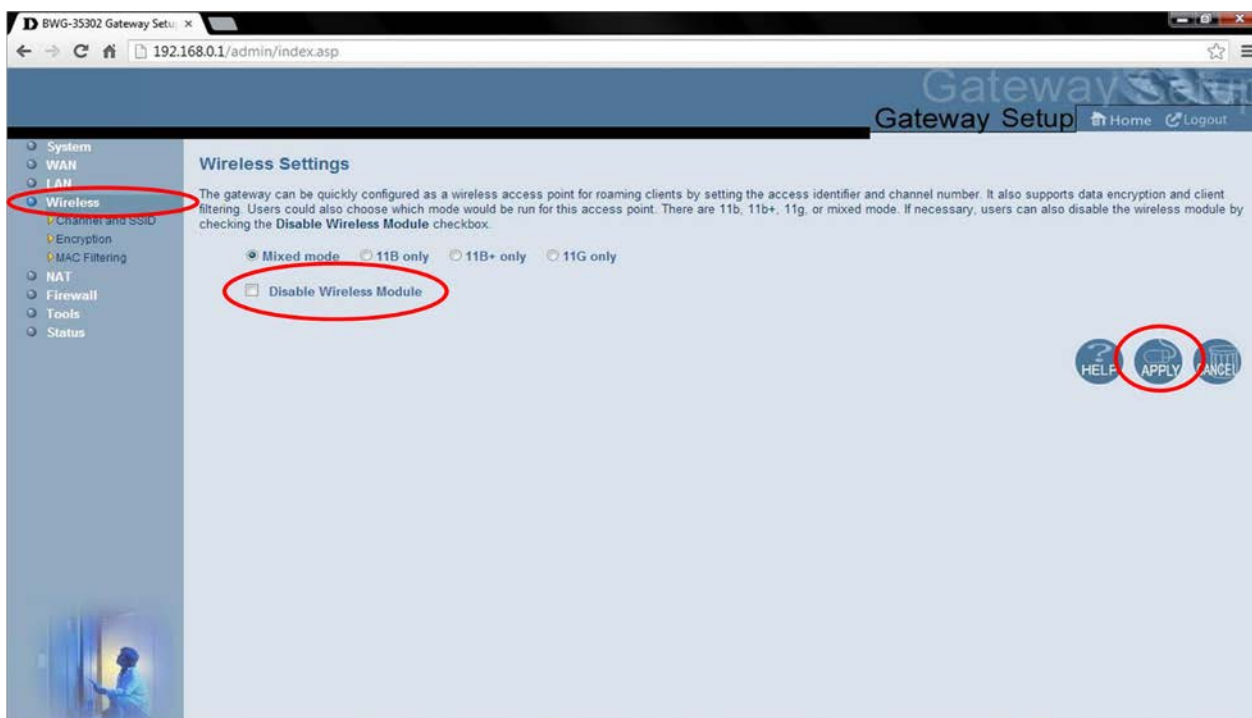 BWG-35302 Gateway Setu
192.168.0.1/admin/index.asp
Gateway Setup
Gateway Setup
Home
Logout
System
WAN
LAN
Wireless
Channel and SSID
Encryption
MAC Filtering
NAT
Firewall
Tools
Status
Wireless Settings
The gateway can be quickly configured as a wireless access point for roaming clients by setting the access identifier and channel number. It also supports data encryption and client
filtering. Users could also choose which mode would be run for this access point. There are 11b, 11b+, 11g, or mixed mode. If necessary, users can also disable the wireless module by
checking the Disable Wireless Module checkbox.
Mixed mode 11B only 11B+ only 11G only
Disable Wireless Module
HELP APPLY CANCEL